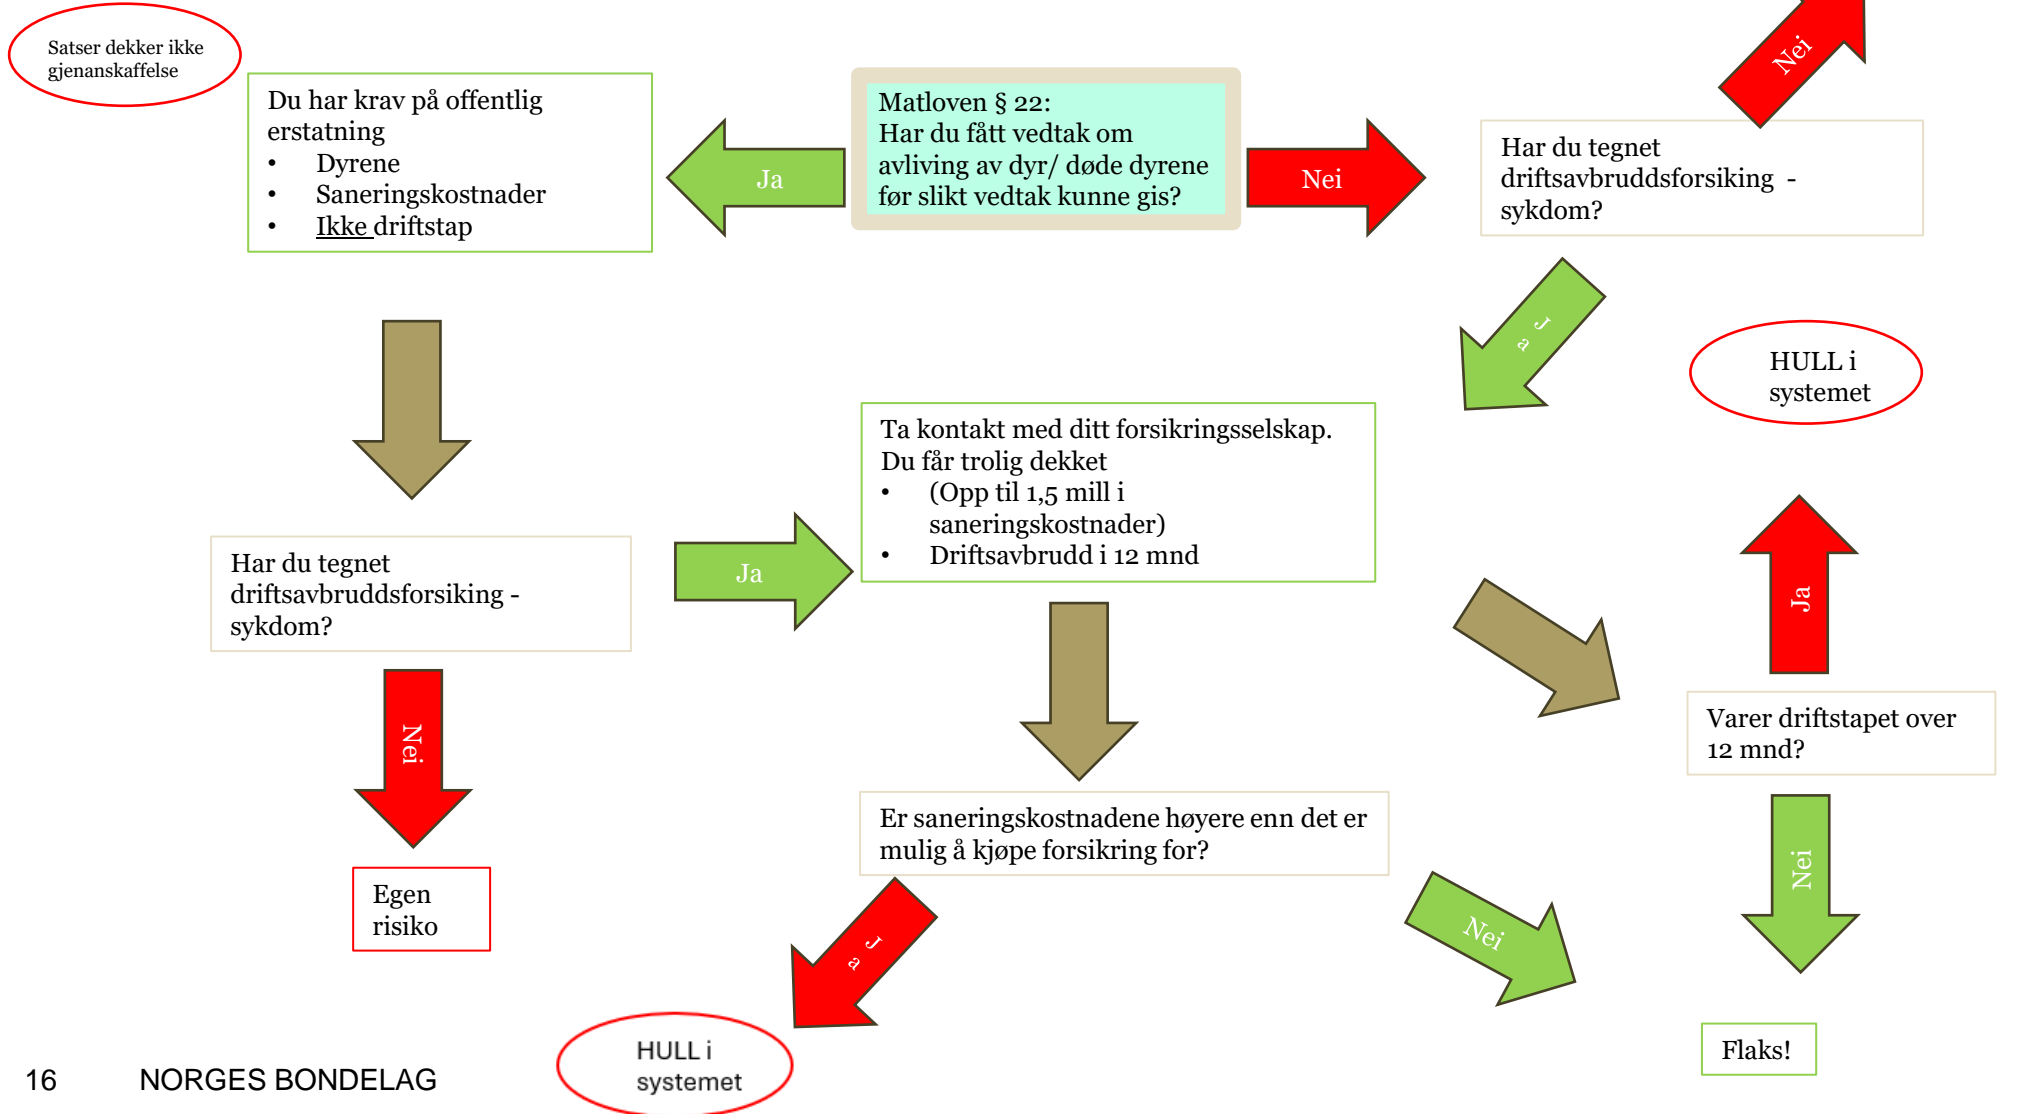 Satser dekker ikke
gjenanskaffelse
Du har krav på offentlig
erstatning
• Dyrene
• Saneringskostnader
• Ikke driftstap
Ja
Matloven § 22:
Har du fått vedtak om
avliving av dyr/ døde dyrene
før slikt vedtak kunne gis?
Nei
Nei
Har du tegnet
driftsavbruddsforsiking -
sykdom?
Ja
HULL i
systemet
Ta kontakt med ditt forsikringsselskap.
Du får trolig dekket
• (Opp til 1,5 mill i
saneringskostnader)
• Driftsavbrudd i 12 mnd
Har du tegnet
driftsavbruddsforsiking -
sykdom?
Ja
Ja
Varer driftstapet over
12 mnd?
Nei
Nei
Er saneringskostnadene høyere enn det er
mulig å kjøpe forsikring for?
Egen
risiko
Ja
Nei
Flaks!
HULL i
systemet
16 NORGES BONDELAG